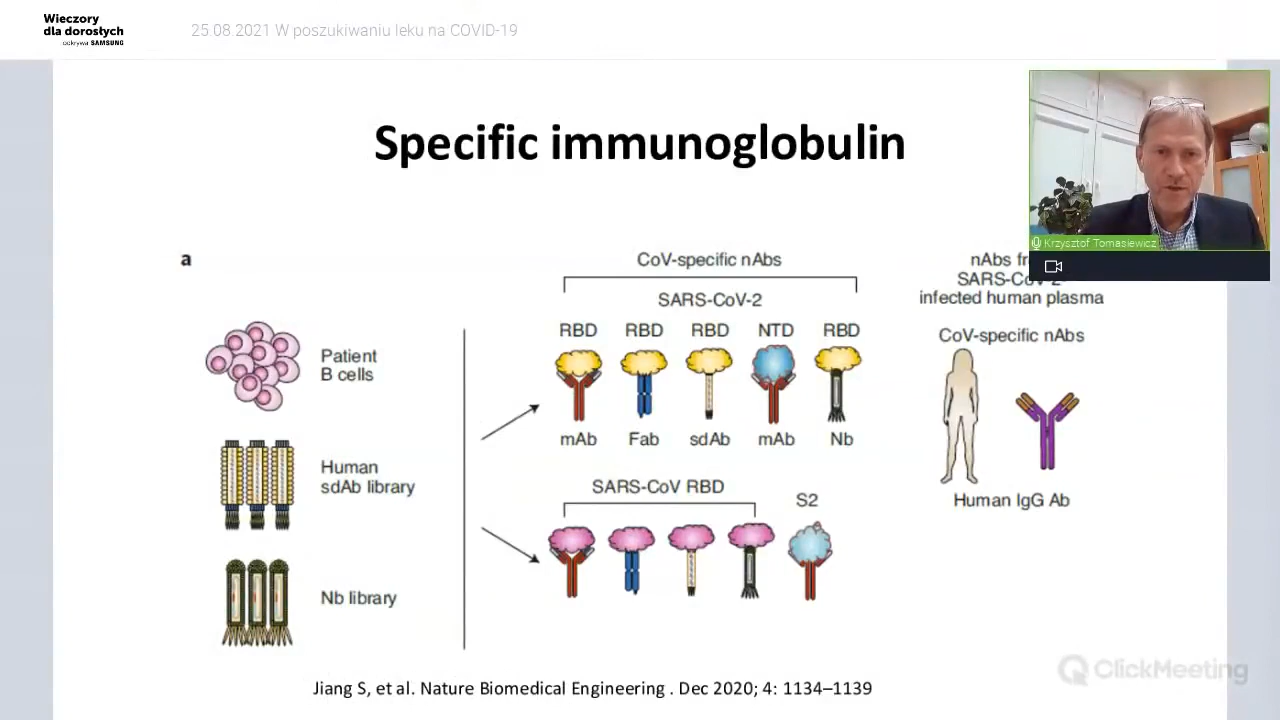 Wieczory
dla dorosłych
odkrywa SAMSUNG
25.08.2021 W poszukiwaniu leku na COVID-19
Specific immunoglobulin
Krzysztof Tomasiewicz
a
Patient
B cells
Human
sdAb library
Nb library
CoV-specific nAbs
SARS-CoV-2
RBD RBD RBD NTD RBD
mAb Fab sdAb mAb Nb
SARS-CoV RBD
S2
nAbs
SARS-CoV-2
infected human plasma
CoV-specific nAbs
Human IgG Ab
Jiang S, et al. Nature Biomedical Engineering . Dec 2020; 4: 1134–1139
ClickMeeting